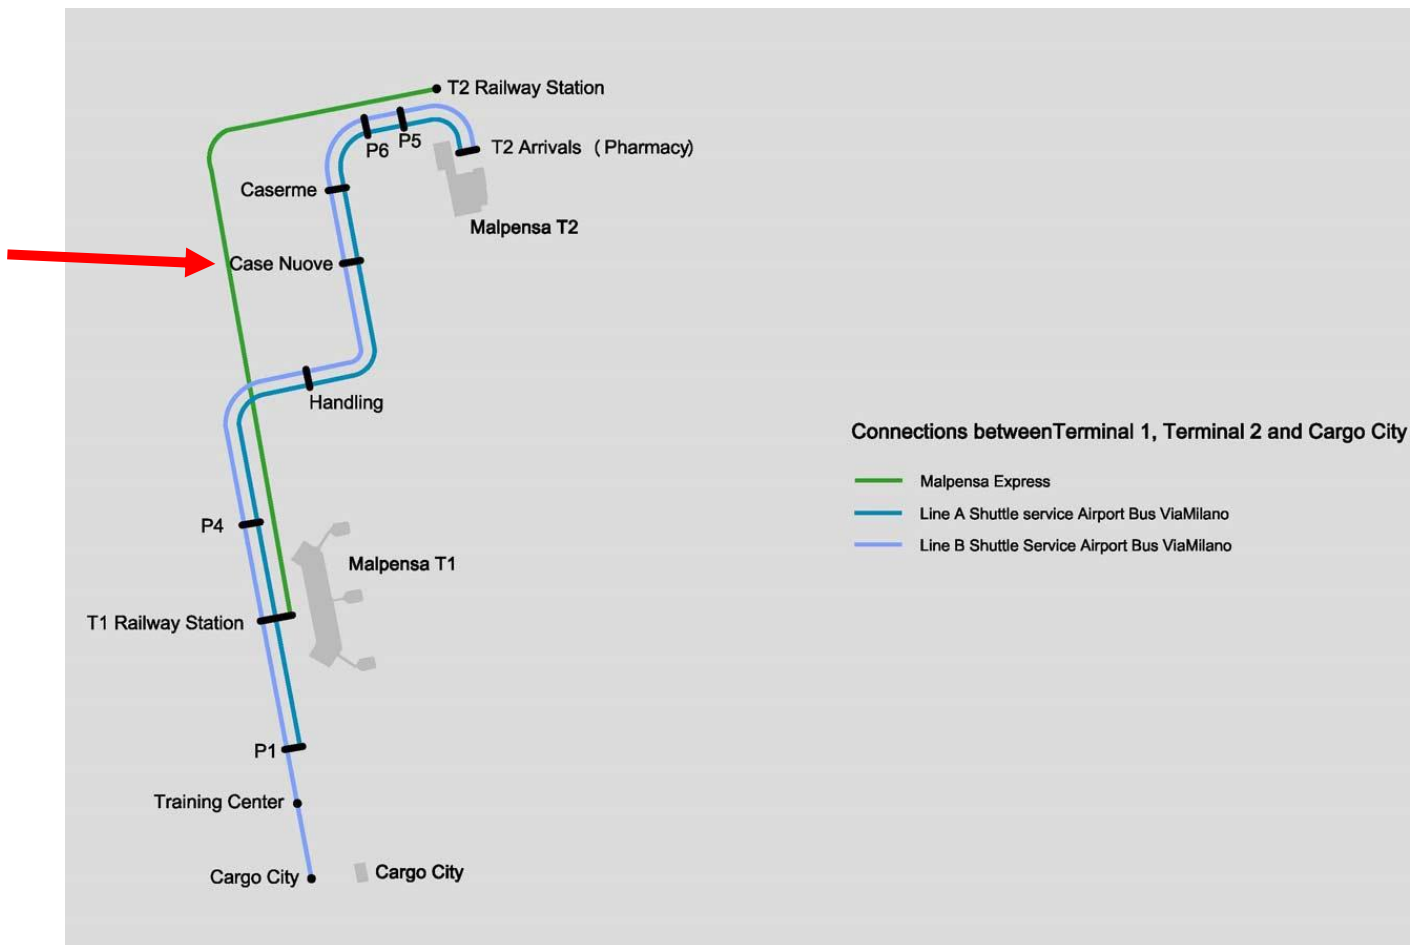 T2 Railway Station
P6
P5
T2 Arrivals (Pharmacy)
Caserme
Malpensa T2
Case Nuove
Handling
Connections betweenTerminal 1, Terminal 2 and Cargo City
Malpensa Express
Line A Shuttle service Airport Bus ViaMilano
Line B Shuttle Service Airport Bus ViaMilano
P4
Malpensa T1
T1 Railway Station
P1
Training Center
Cargo City
Cargo City